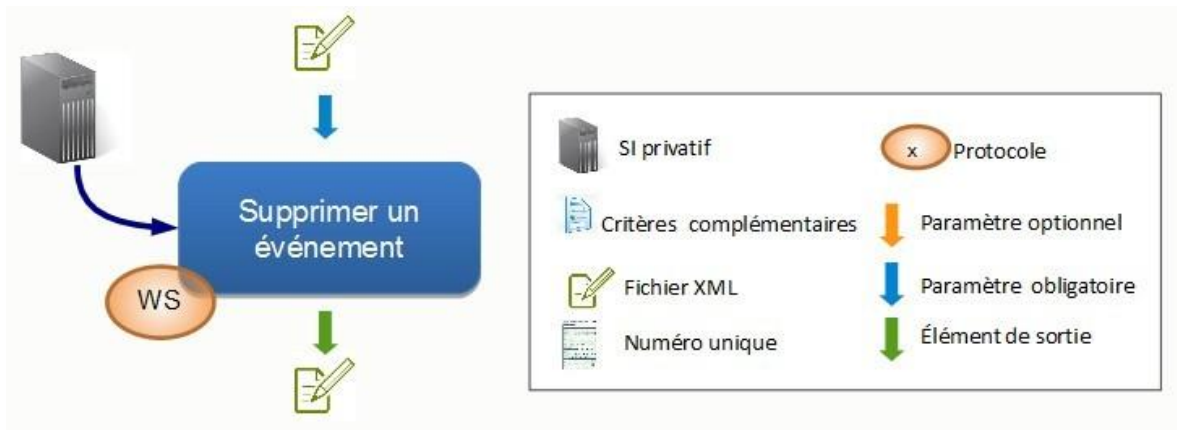 Supprimer un
événement
WS
SI privatif
x Protocole
Critères complémentaires
Paramètre optionnel
Fichier XML
Paramètre obligatoire
Numéro unique
Élément de sortie